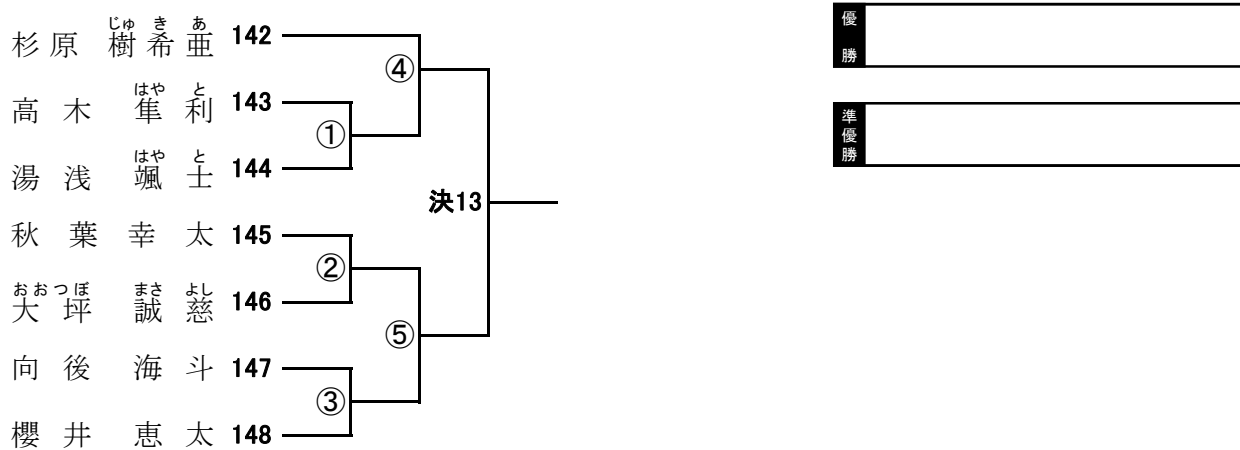 じゅ き あ
杉原 樹希亜 142
はや と
高木 隼利 143
はや と
湯浅 颯士 144
秋葉幸太 145
おおつぼ まさ よし
大坪 誠慈 146
向後 海斗 147
櫻井 恵太 148
①
②
③
④
⑤
決13
優勝
準優勝